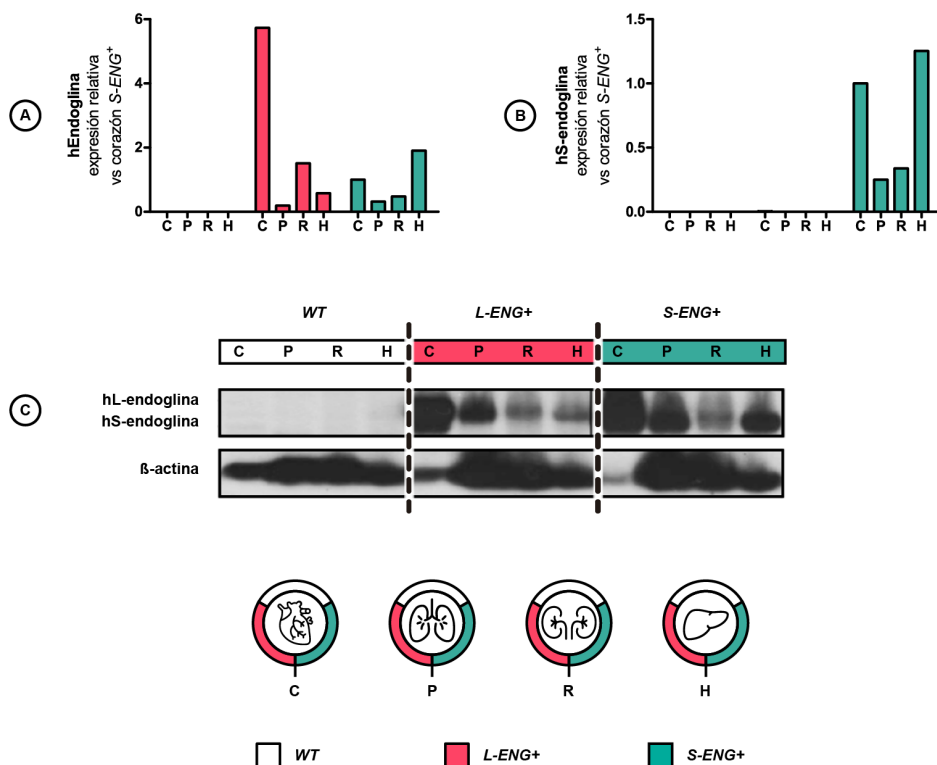 A
hEndoglina
expresión relativa
vs corazón S-ENG+
6
4
2
0
C P R H C P R H C P R H
B
hS-endoglina
expresión relativa
vs corazón S-ENG+
1.5
1.0
0.5
0.0
C P R H C P R H C P R H
WT L-ENG+ S-ENG+
C P R H C P R H C P R H
C
hL-endoglina
hS-endoglina
ß-actina
C P R H
WT L-ENG+ S-ENG+